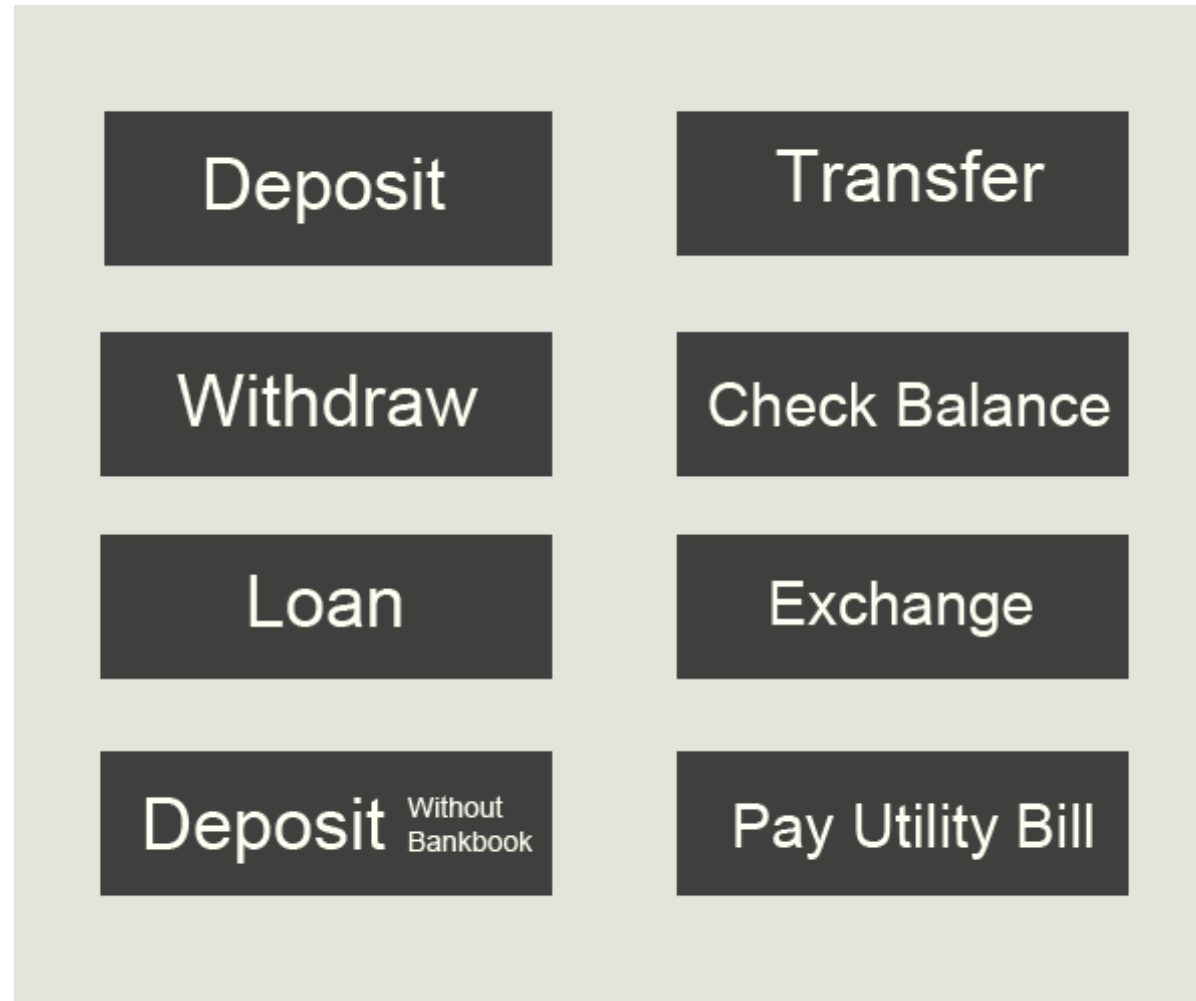 Deposit
Transfer
Withdraw
Check Balance
Loan
Exchange
Deposit Without
Bankbook
Pay Utility Bill